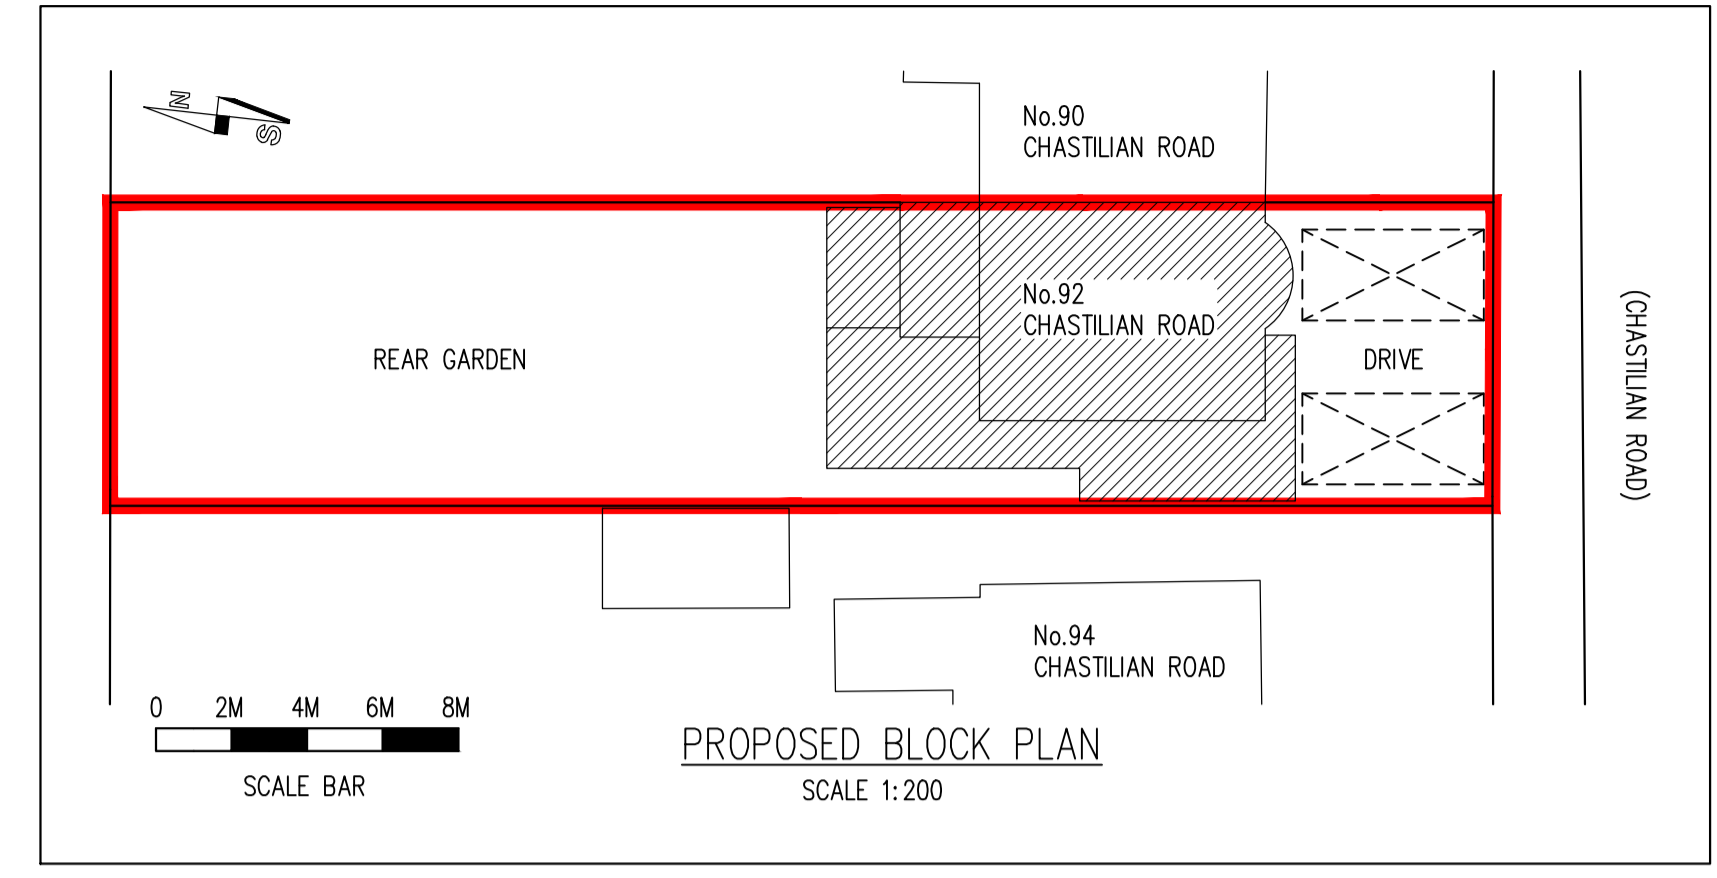 N
S
No.90
CHASTILIAN ROAD
No.92
CHASTILIAN ROAD
REAR GARDEN
DRIVE
(CHASTILIAN ROAD)
No.94
CHASTILIAN ROAD
0 2M 4M 6M 8M
SCALE BAR
PROPOSED BLOCK PLAN
SCALE 1:200